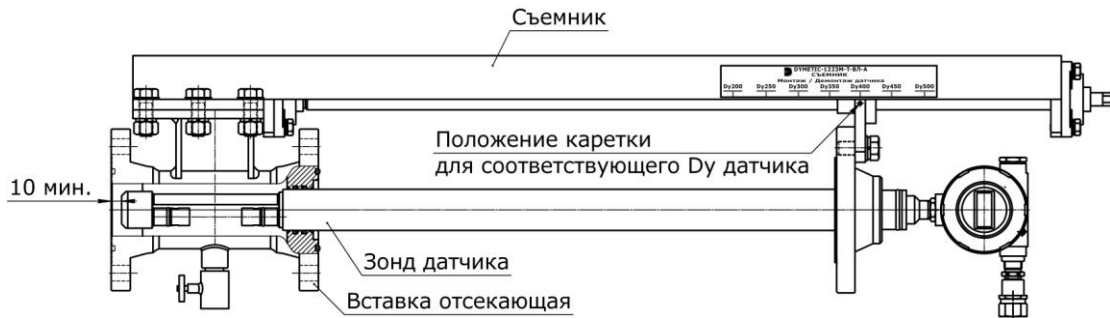 Съемник
DYMETIC-1223М-Т-ВЛ-А
СЪЕМНИК
Монтаж / Демонтаж датчика
Dy200 Dy250 Dy300 Dy350 Dy400 Dy450 Dy500
Положение каретки
для соответствующего Dy датчика
10 мин.
Зонд датчика
Вставка отсекающая